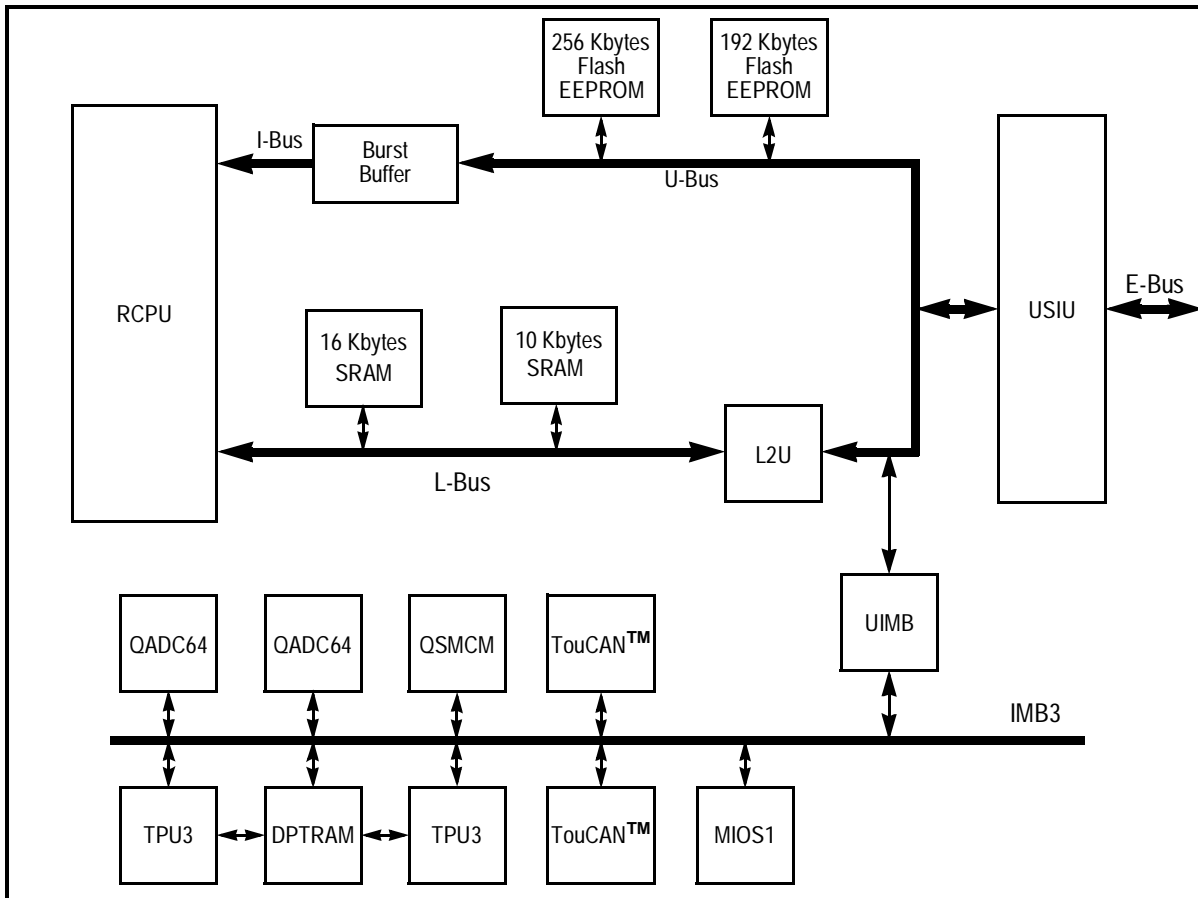 256 Kbytes
Flash
EEPROM
192 Kbytes
Flash
EEPROM
I-Bus
Burst
Buffer
U-Bus
RCPU
USIU
E-Bus
16 Kbytes
SRAM
10 Kbytes
SRAM
L2U
L-Bus
UIMB
QADC64
QADC64
QSMCM
TouCAN™
IMB3
TPU3
DPTRAM
TPU3
TouCAN™
MIOS1